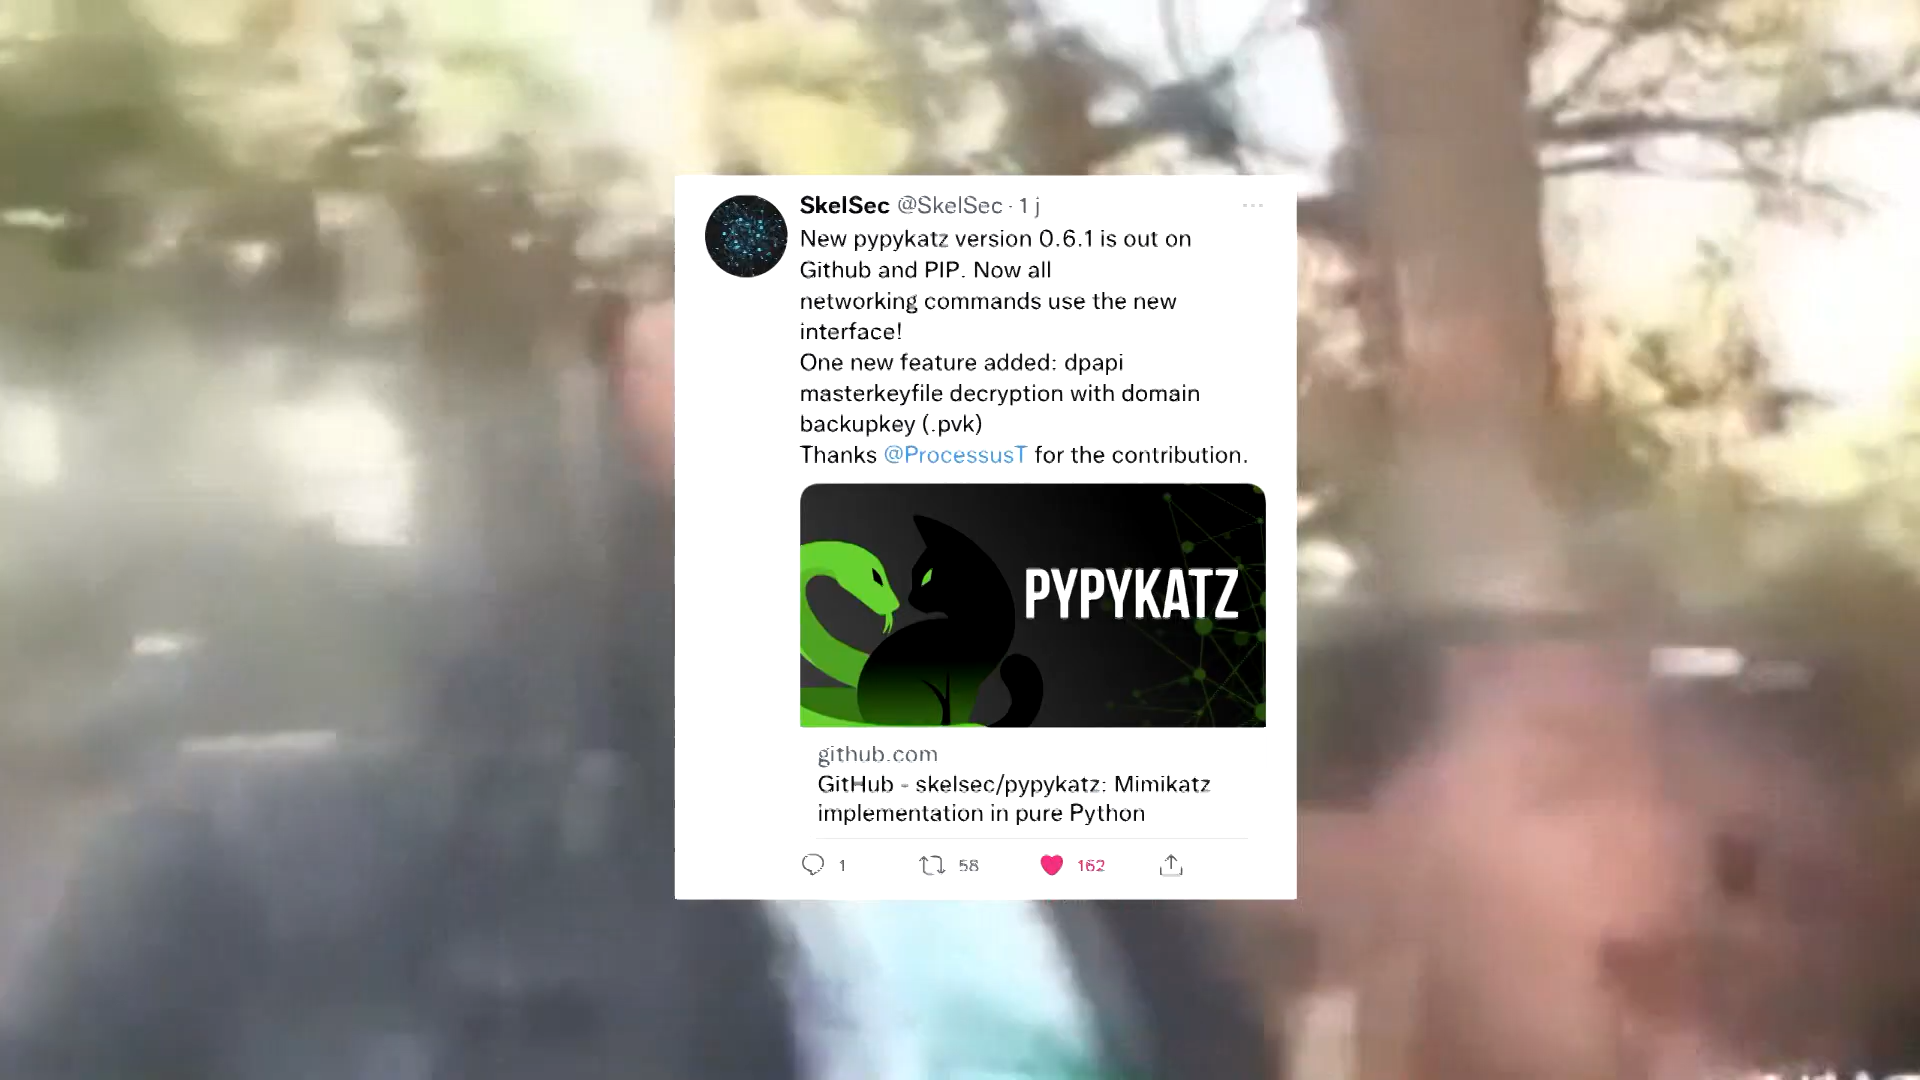 SkelSec @SkelSec · 1 j
New pypykatz version 0.6.1 is out on
Github and PIP. Now all
networking commands use the new
interface!
One new feature added: dpapi
masterkeyfile decryption with domain
backupkey (.pvk)
Thanks @ProcessusT for the contribution.
PYPYKATZ
github.com
GitHub - skelsec/pypykatz: Mimikatz
implementation in pure Python
1 58 162